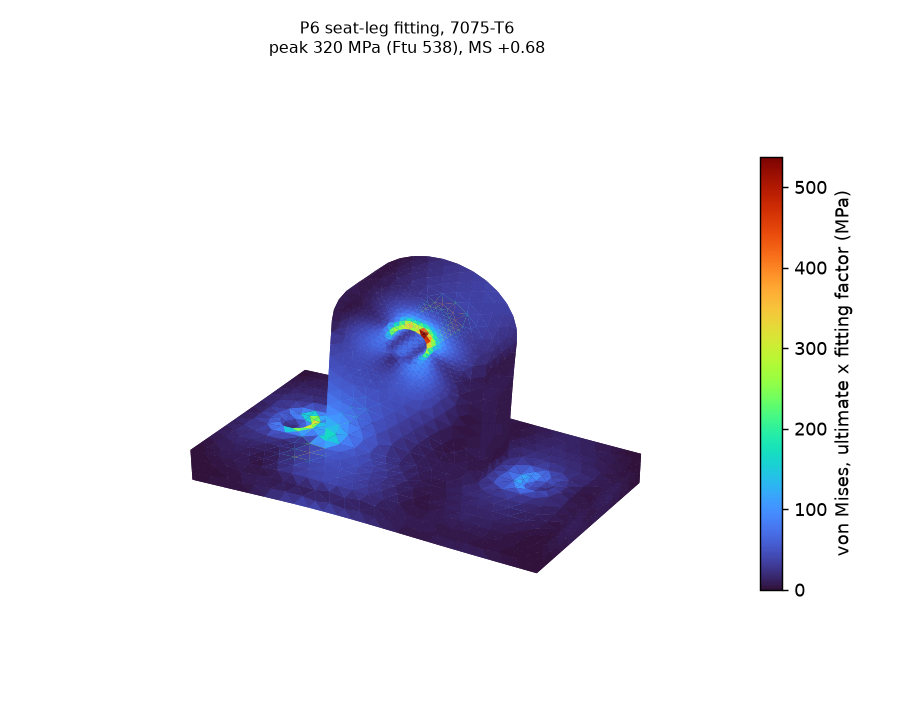 P6 seat-leg fitting, 7075-T6
peak 320 MPa (Ftu 538), MS +0.68
500
400
300
200
100
0
von Mises, ultimate x fitting factor (MPa)